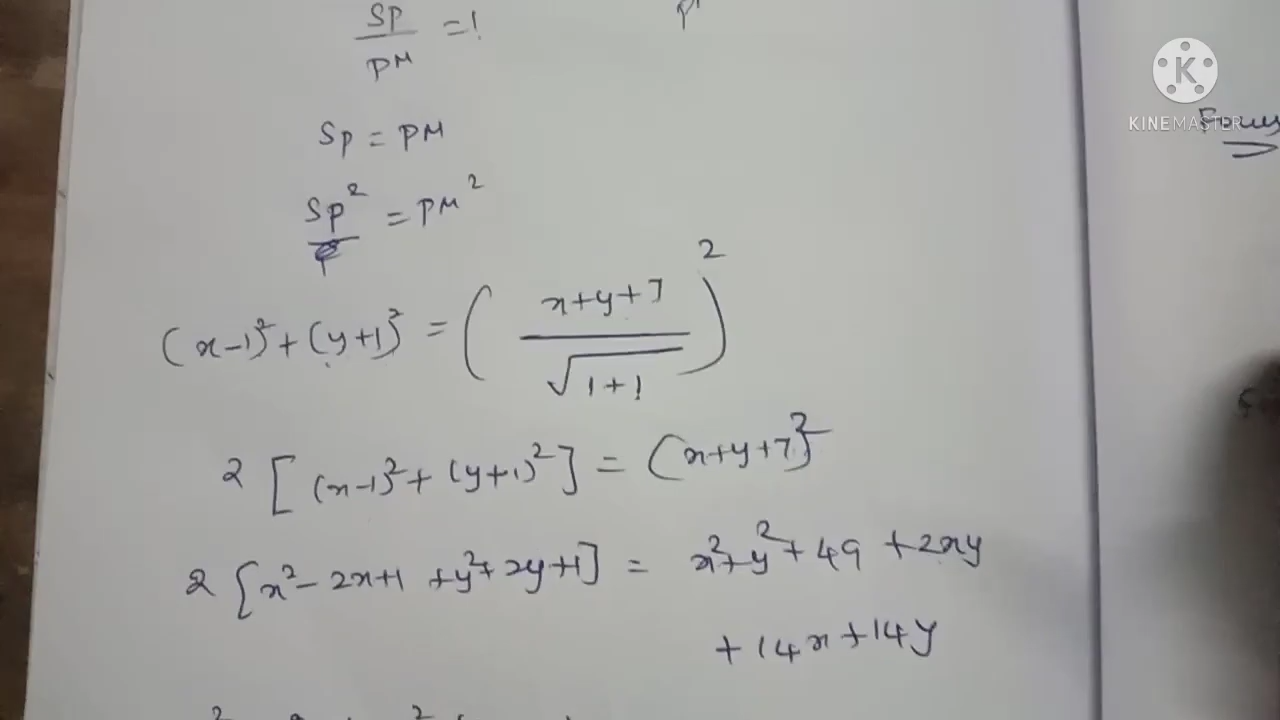 SP/PM = 1
SP = PM
SP² = PM²
(x-1)² + (y+1)² = ( (x+y+7)/√(1+1) )²
2 [ (x-1)² + (y+1)² ] = (x+y+7)²
2 [x² - 2x+1 + y² + 2y + 1] = x² + y² + 49 + 2xy
+ 14x + 14y
K
KINEMASTER